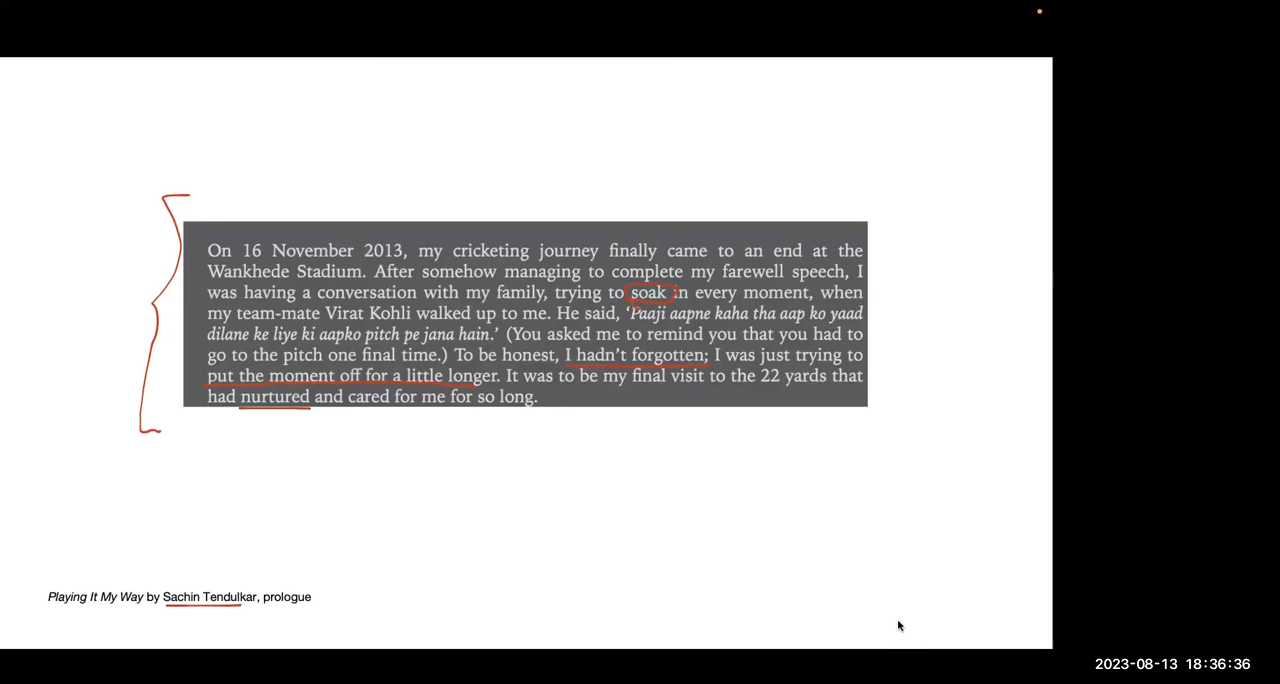 On 16 November 2013, my cricketing journey finally came to an end at the
Wankhede Stadium. After somehow managing to complete my farewell speech, I
was having a conversation with my family, trying to soak in every moment, when
my team-mate Virat Kohli walked up to me. He said, ‘Paaji aapne kaha tha aap ko yaad
dilane ke liye ki aapko pitch pe jana hain.’ (You asked me to remind you that you had to
go to the pitch one final time.) To be honest, I hadn’t forgotten; I was just trying to
put the moment off for a little longer. It was to be my final visit to the 22 yards that
had nurtured and cared for me for so long.
Playing It My Way by Sachin Tendulkar, prologue
2023-08-13 18:36:36